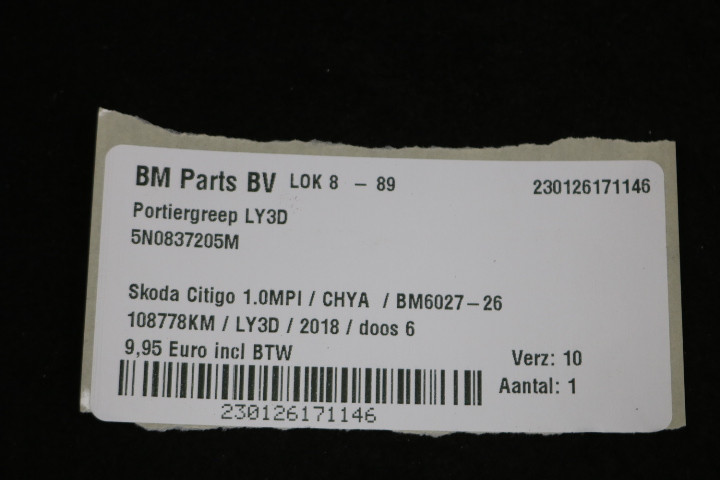 BM Parts BV LOK 8 - 89 230126171146
Portiergreep LY3D
5N0837205M
Skoda Citigo 1.0MPI / CHYA / BM6027-26
108778KM / LY3D / 2018 / doos 6
9,95 Euro incl BTW Verz: 10
Aantal: 1
230126171146